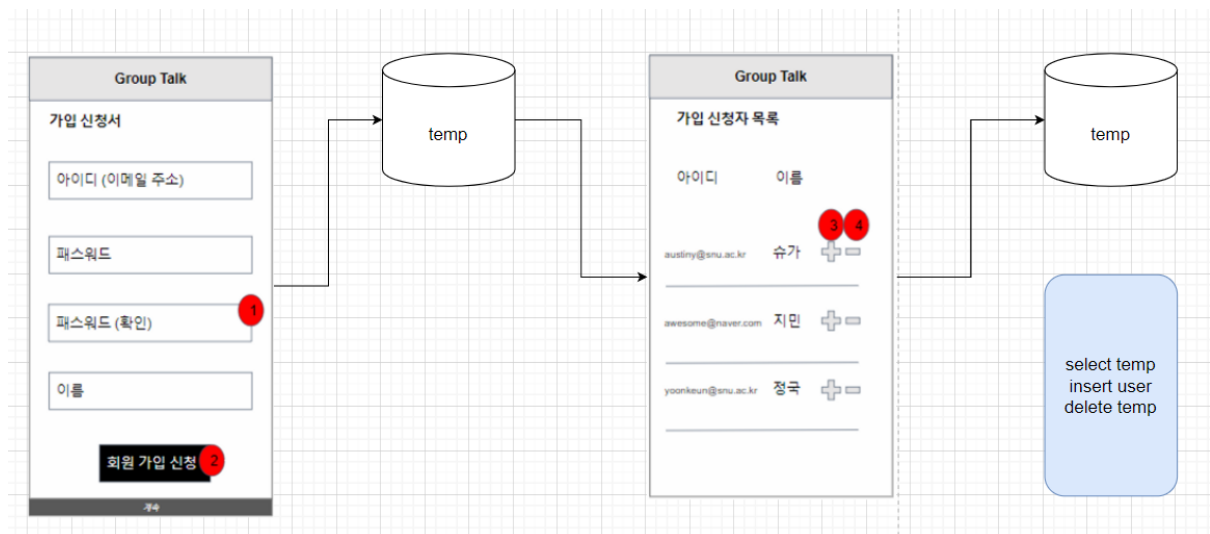 Group Talk
가입 신청서
아이디 (이메일 주소)
패스워드
패스워드 (확인)
1
이름
회원 가입 신청
2
temp
Group Talk
가입 신청자 목록
아이디 이름
3 4
austiny@snu.ac.kr 슈가
awesome@naver.com 지민
yoonkeun@snu.ac.kr 정국
temp
select temp
insert user
delete temp